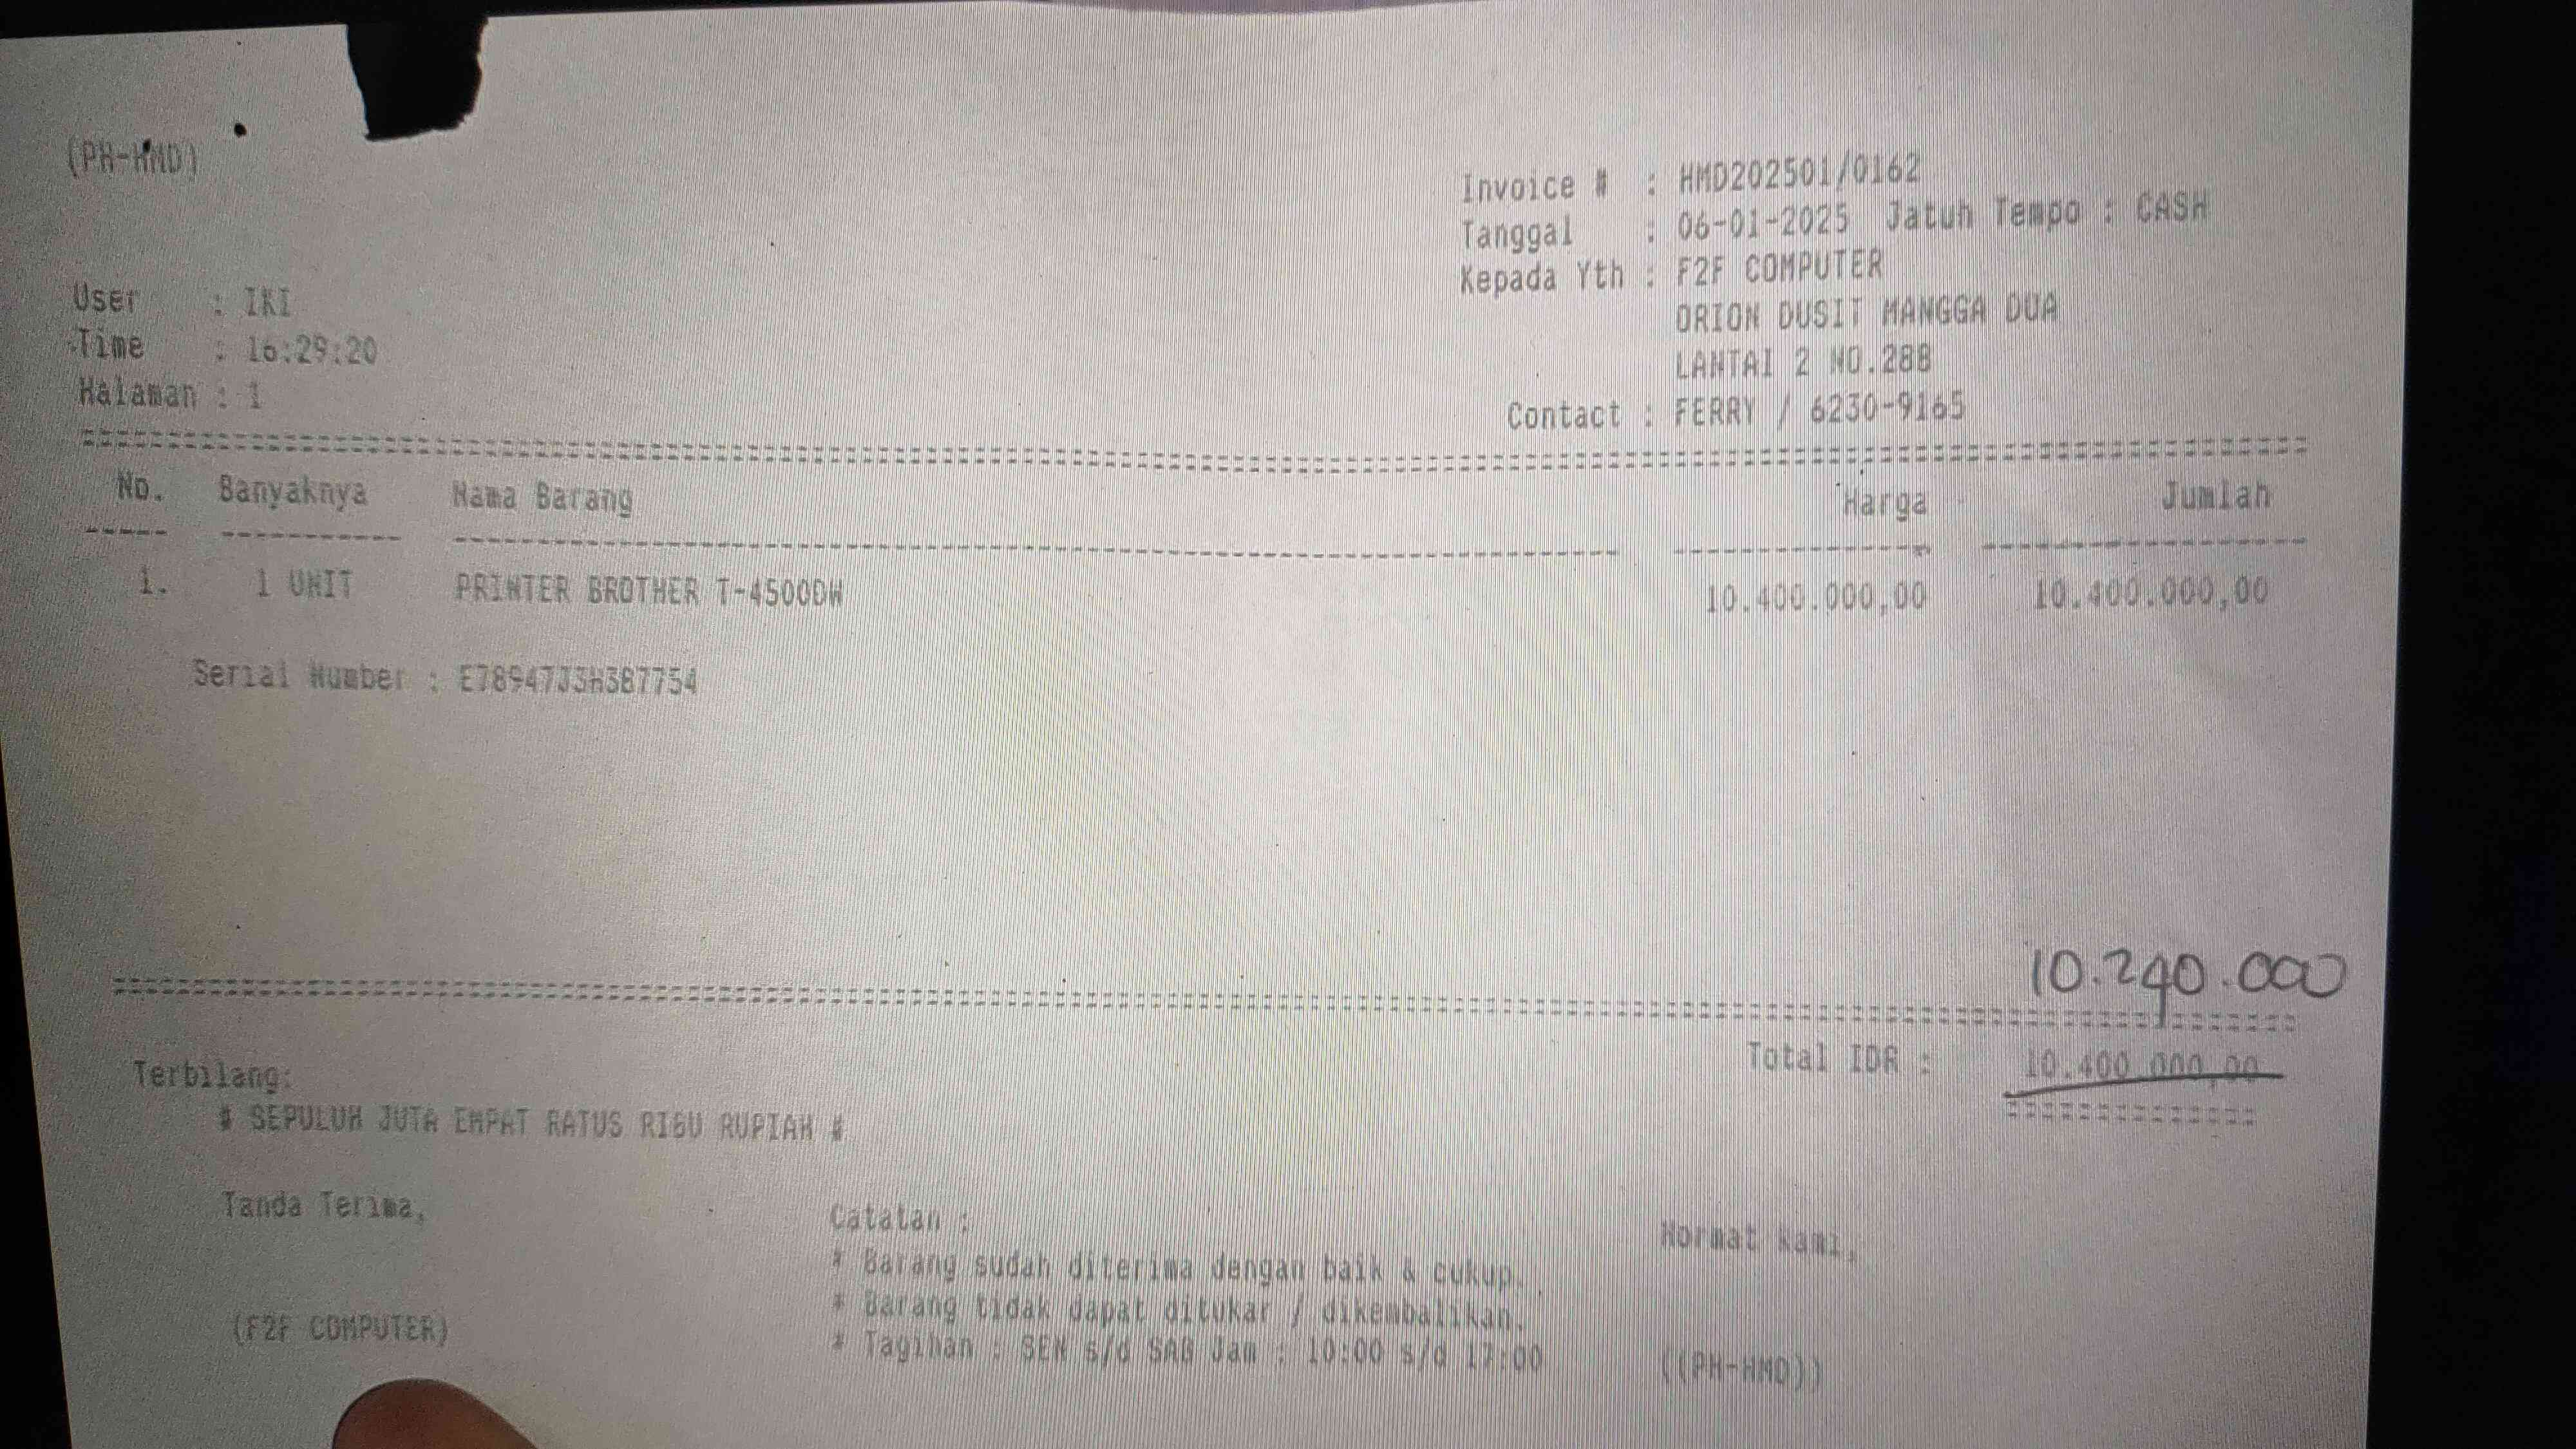 (PH-HMD)
Invoice # : HMD202501/0162
Tanggal : 06-01-2025 Jatuh Tempo : CASH
Kepada Yth : F2F COMPUTER
ORION DUSIT MANGGA DUA
LANTAI 2 NO.288
Contact : FERRY / 6230-9165
User : IKI
Time : 16:29:20
Halaman : 1
No. Banyaknya Nama Barang Harga Jumlah
1. 1 UNIT PRINTER BROTHER T-4500DW 10.400.000,00 10.400.000,00
Serial Number : E78947J3H387754
10.240.000
Total IDR : 10.400.000,00
Terbilang:
# SEPULUH JUTA EMPAT RATUS RIBU RUPIAH #
Tanda Terima,
(F2F COMPUTER)
Catatan :
* Barang sudah diterima dengan baik & cukup.
* Barang tidak dapat ditukar / dikembalikan.
* Tagihan : SEN s/d SAB Jam : 10:00 s/d 17:00
Hormat kami,
((PH-HMD))